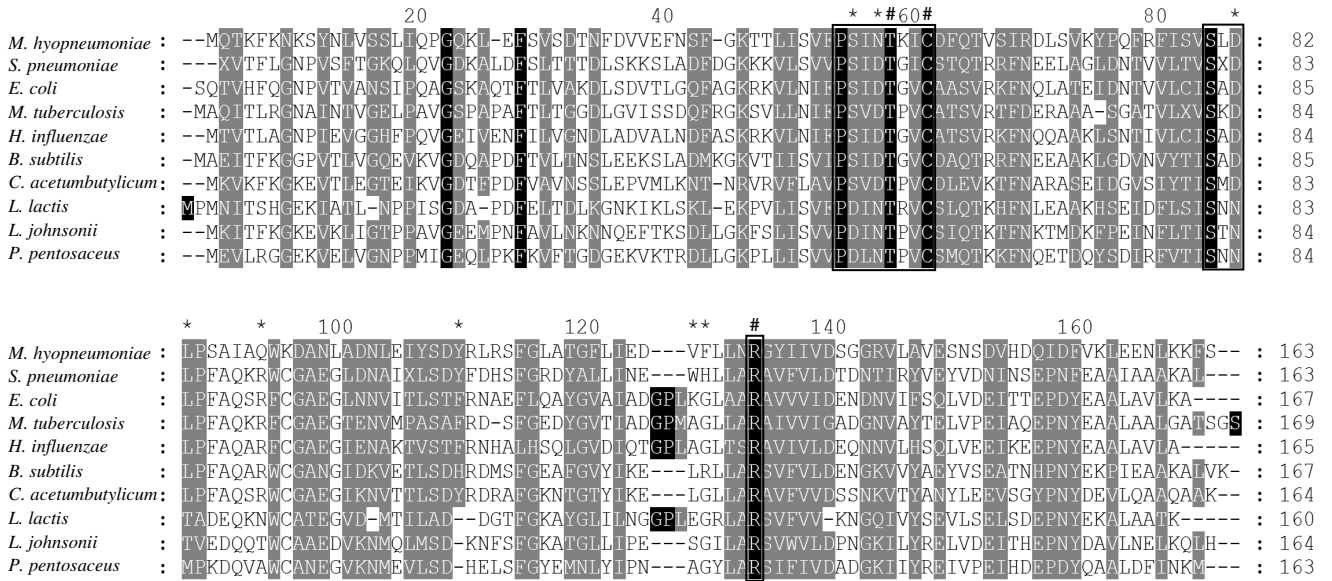 20 40 * *# 60# 80 *
M. hyopneumoniae : --MQTKFKNKSYNLVSSLIQPGQKL-EFSVSDTNFDVVEFNSF-GKTTLISVFPSINTKICDFQTVSIRDLSVKYPQFRFISVSLD : 82
S. pneumoniae : --XVTFLGNPVSFTGKQLQVGDKALDFSLTTTDLSKKSLADFDGKKKVLSVVPSIDTGICSTQTRRFNEELAGLDNTVVLTVSXD : 83
E. coli : -SQTVHFQGNPVTVANSIPQAGSKAQTFTLVAKDLSDVTLGQFAGKRKVLNIFPSIDTGVCAASVRKFNQLATEIDNTVVLCISAD : 85
M. tuberculosis : -MAQITLRGNAINTVGELPAVGSPAPAFTLTGGDLGVISSDQFRGKSVLLNIFPSVDTPVCATSVRTFDERAAA-SGATVLXVSKD : 84
H. influenzae : --MTVTLAGNPIEVGGHFPQVGEIVENFILVGNDLADVALNDFASKRKVLNIFPSIDTGVCATSVRKFNQQAAKLSNTIVLCISAD : 84
B. subtilis : -MAEITFKGGPVTLVGQEVKVGDQAPDFTVLTNSLEEKSLADMKGKVTIISVIPSIDTGVCDAQTRRFNEEAAKLGDVNVYTISAD : 85
C. acetumbutylicum: --MKVKFKGKEVTLEGTEIKVGDTFPDFVAVNSSLEPVMLKNT-NRVRVFLAVPSVDTPVCDLEVKTFNARASEIDGVSIYTISMD : 83
L. lactis : MPMNITSHGEKIATL-NPPISGDA-PDFELTDLKGNKIKLSKL-EKPVLISVFPDINTRVCSLQTKHFNLEAAKHSEIDFLSISNN : 83
L. johnsonii : --MKITFKGKEVKLIGTPPAVGEEMPNFAVLNKNNQEFTKSDLLGKFSLISVVPDINTPVCSIQTKTFNKTMDKFPEINFLTISTN : 84
P. pentosaceus : --MEVLRGGEKVELVGNPPMIGEQLPKFKVFTGDGEKVKTRDLLGKPLLISVVPDLNTPVCSMQTKKFNQETDQYSDIRFVTISNN : 84
* * 100 * 120 ** # 140 160
M. hyopneumoniae : LPSAIAQWKDANLADNLEIYSDYRLRSFGLATGFLIED---VFLLNRGYIIVDSGGRVLAVESNSDVHDQIDFVKLEENLKKFS-- : 163
S. pneumoniae : LPFAQKRWCGAEGLDNAIXLSDYFDHSFGRDYALLINE---WHLLARAVFVLDTDNTIRYVEYVDNINSEPNFEAAIAAAKAL--- : 163
E. coli : LPFAQSRFCGAEGLNNVITLSTFRNAEFLQAYGVAIADGPLKGLAARAVVVIDENDNVIFSQLVDEITTEPDYEAALAVLKA---- : 167
M. tuberculosis : LPFAQKRFCGAEGTENVMPASAFRD-SFGEDYGVTIADGPMAGLLARAIVVIGADGNVAYTELVPEIAQEPNYEAALAALGATSGS : 169
H. influenzae : LPFAQARFCGAEGIENAKTVSTFRNHALHSQLGVDIQTGPLAGLTSRAVIVLDEQNNVLHSQLVEEIKEEPNYEAALAVLA----- : 164
B. subtilis : LPFAQARWCGANGIDKVETLSDHRDMSFGEAFGVYIKE---LRLLARSVFVLDENGKVVYAEYVSEATNHPNYEKPIEAAKALVK- : 167
C. acetumbutylicum: LPFAQSRWCGAEGIKNVTTLSDYRDRAFGKNTGTYIKE---LGLLARAVFVVDSSNKVTYANYLEEVSGYPNYDEVLQAAQAAK-- : 164
L. lactis : TADEQKNWCATEGVD-MTILAD--DGTFGKAYGLILNGGPLEGRLARSVFVV-KNGQIVYSEVLSELSDEPNYEKALAATK----- : 160
L. johnsonii : TVEDQQTWCAAEDVKNMQLMSD-KNFSFGKATGLLIPE---SGILARSVWVLDPNGKILYRELVDEITHEPNYDAVLNELKQLH-- : 164
P. pentosaceus : MPKDQVAWCANEGVKNMEVLSD-HELSFGYEMNLYIPN---AGYLARSIFIVDADGKIIYREIVPEIHDEPDYQAALDFINKM--- : 163